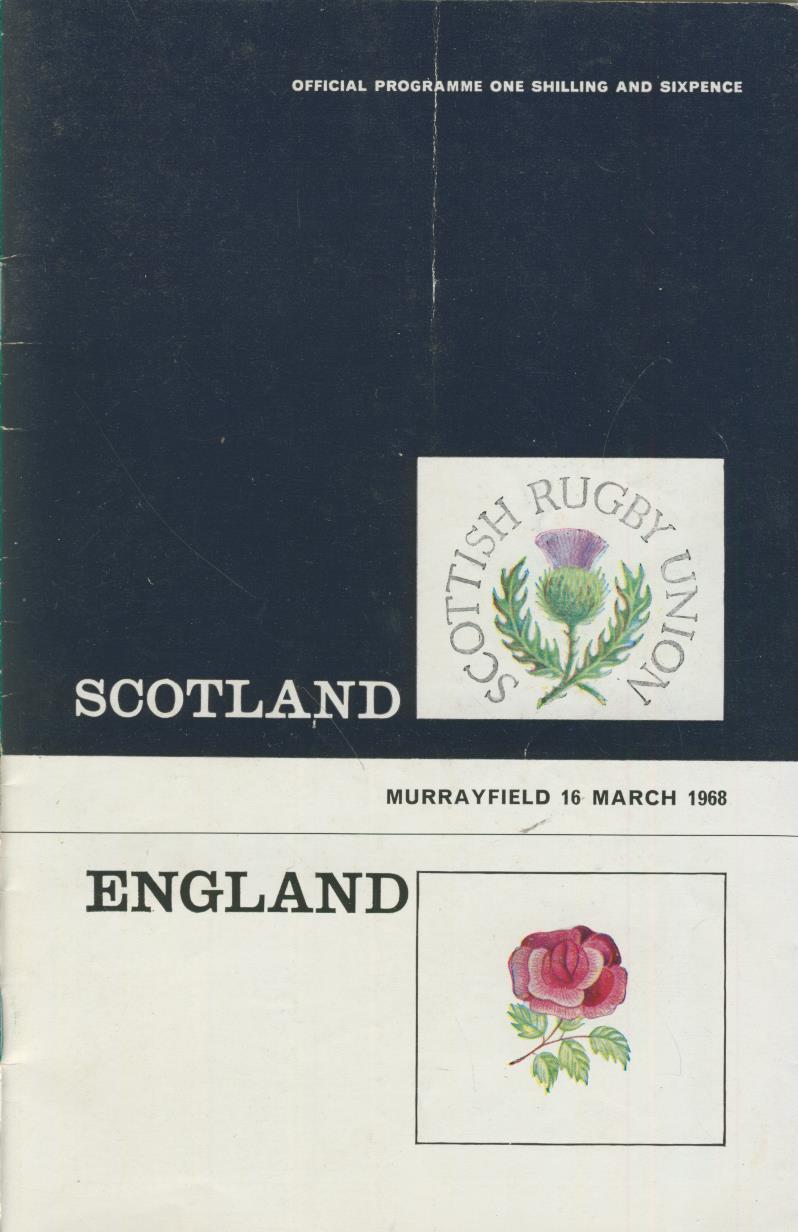 OFFICIAL PROGRAMME ONE SHILLING AND SIXPENCE
SCOTTISH RUGBY UNION
SCOTLAND
MURRAYFIELD 16 MARCH 1968
ENGLAND